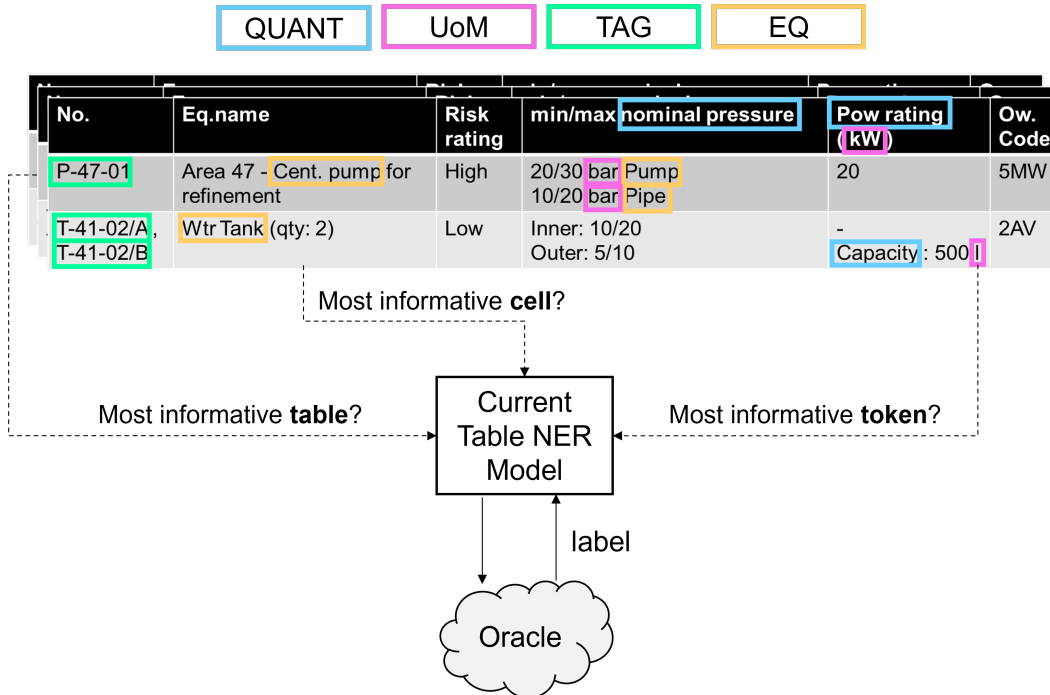 QUANT UoM TAG EQ
No. Eq.name Risk rating min/max nominal pressure Pow rating (kW) Ow. Code
P-47-01 Area 47 - Cent. pump for refinement High 20/30 bar Pump 10/20 bar Pipe 20 5MW
T-41-02/A, T-41-02/B Wtr Tank (qty: 2) Low Inner: 10/20 Outer: 5/10 - Capacity: 500 l 2AV
Most informative cell?
Most informative table?
Most informative token?
Current
Table NER
Model
label
Oracle